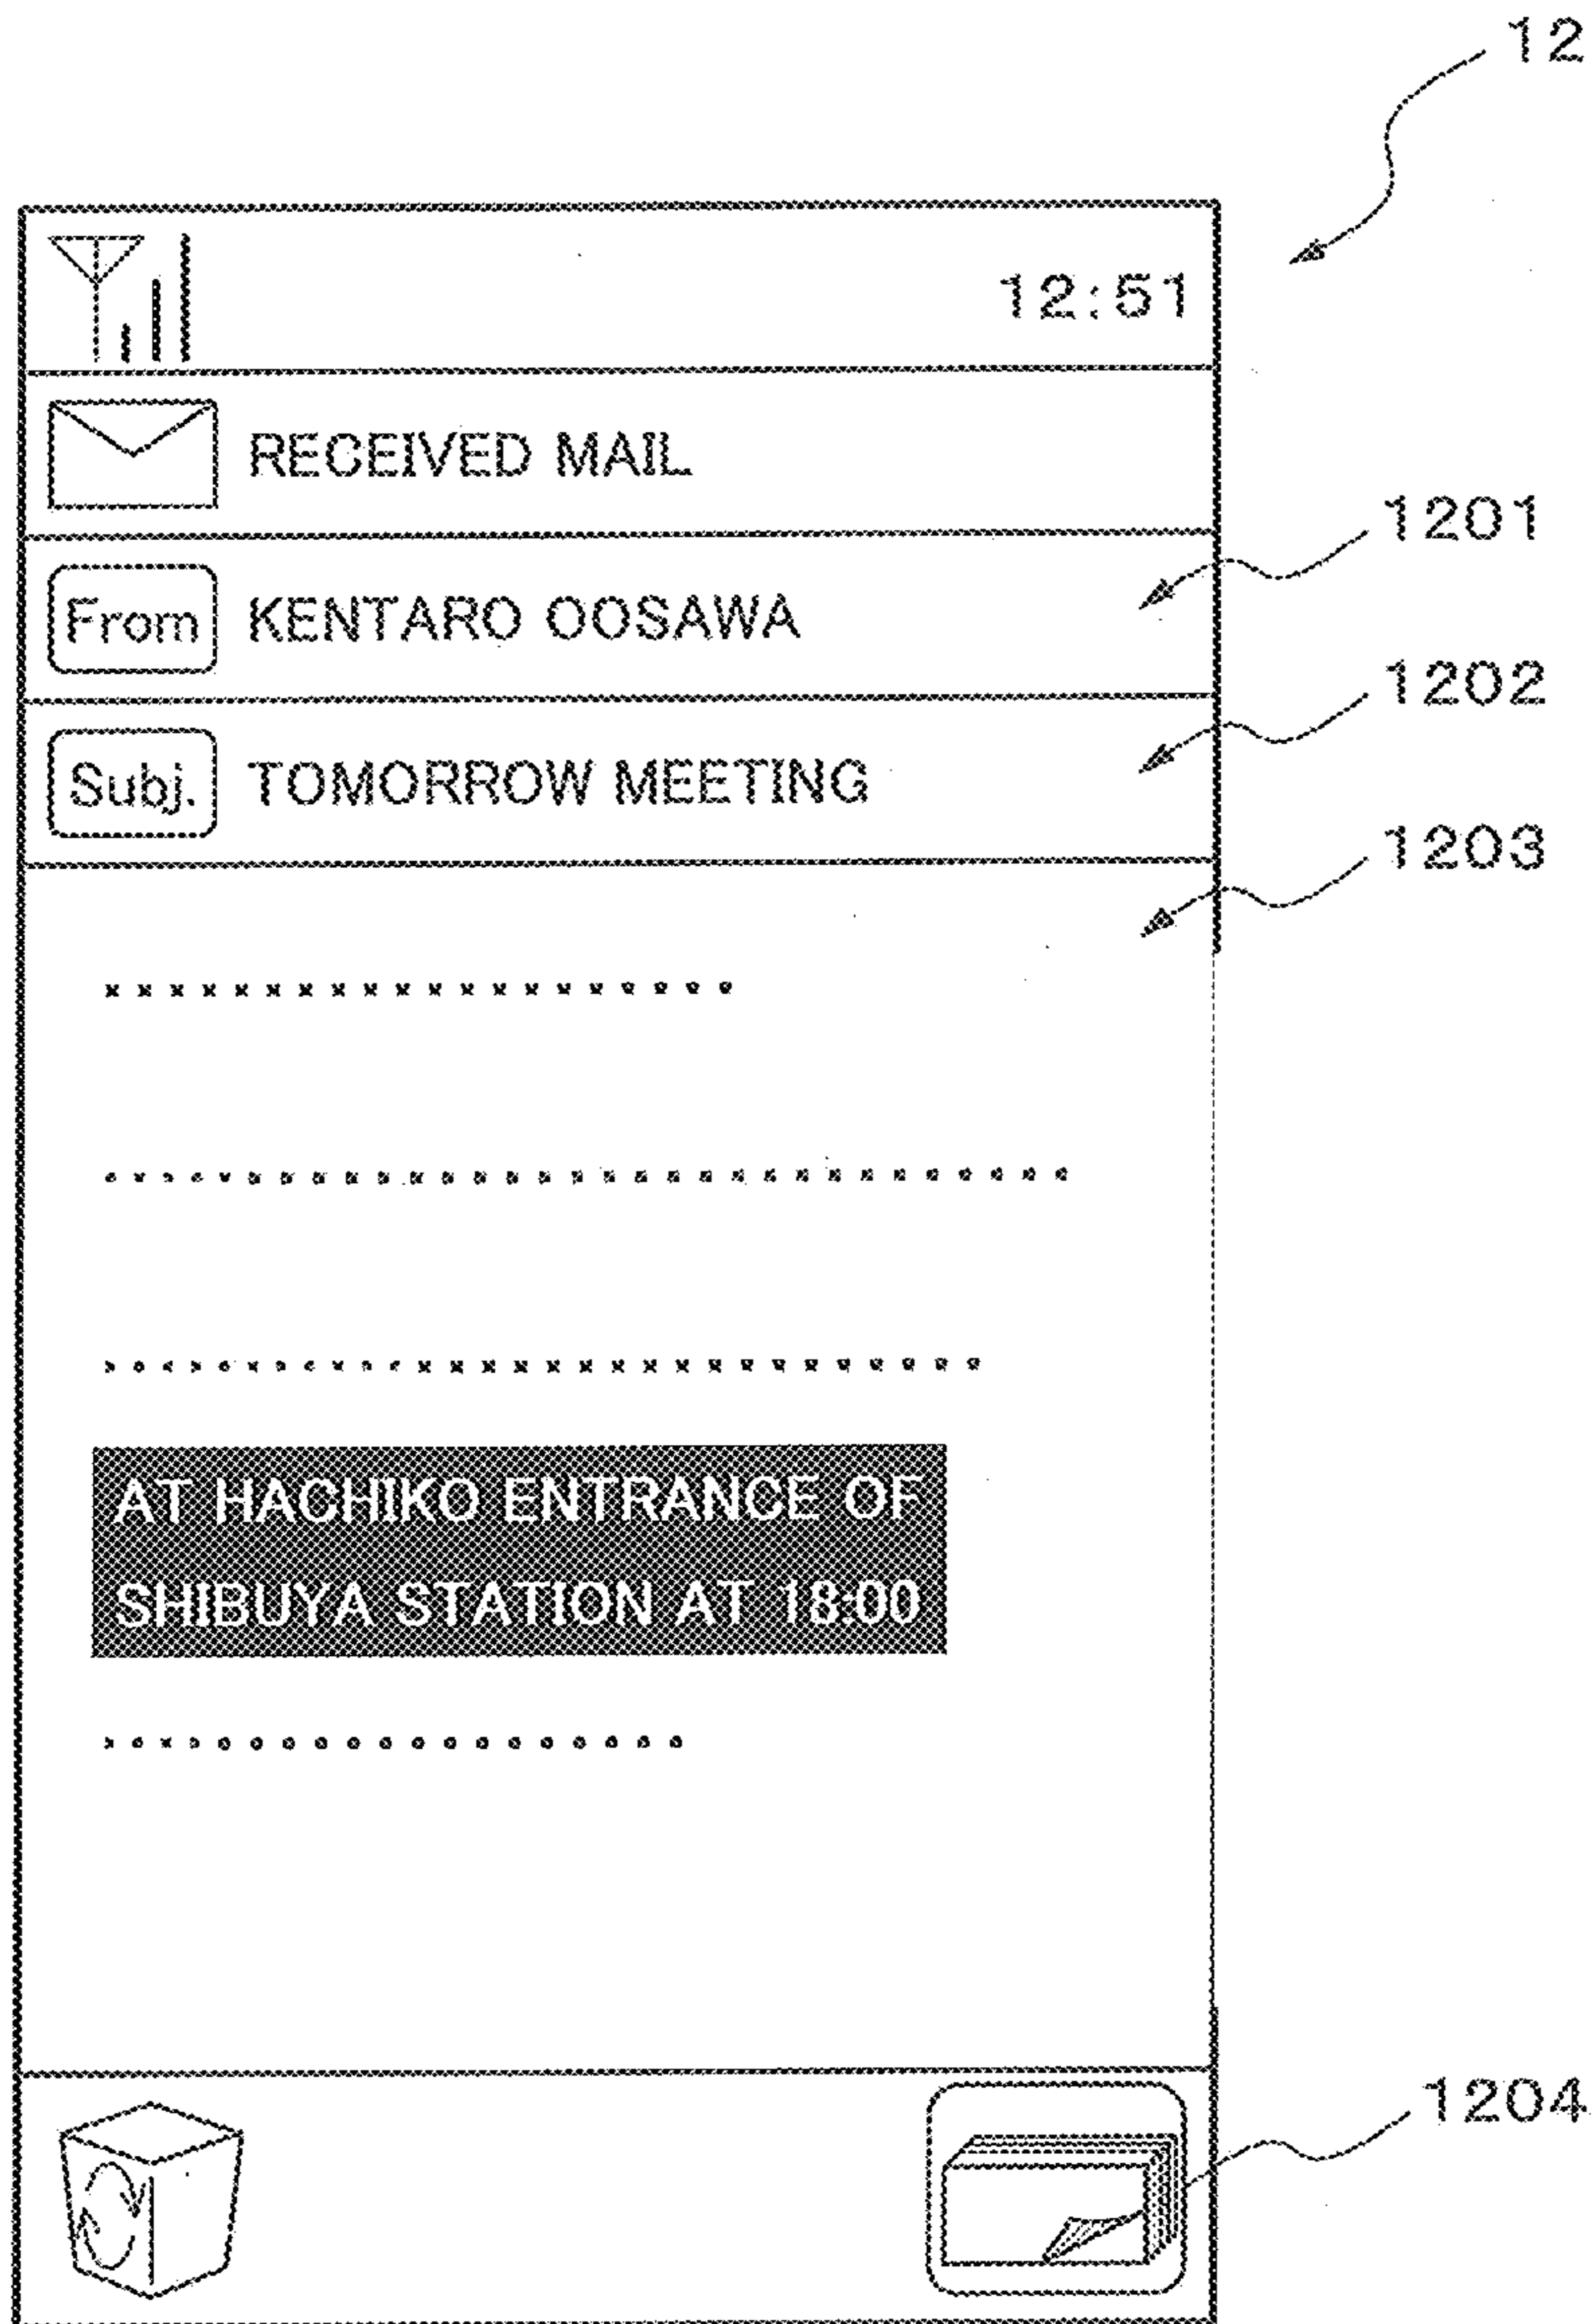 12
12:51
RECEIVED MAIL
1201
From KENTARO OOSAWA
1202
Subj. TOMORROW MEETING
1203
AT HACHIKO ENTRANCE OF
SHIBUYA STATION AT 18:00
1204